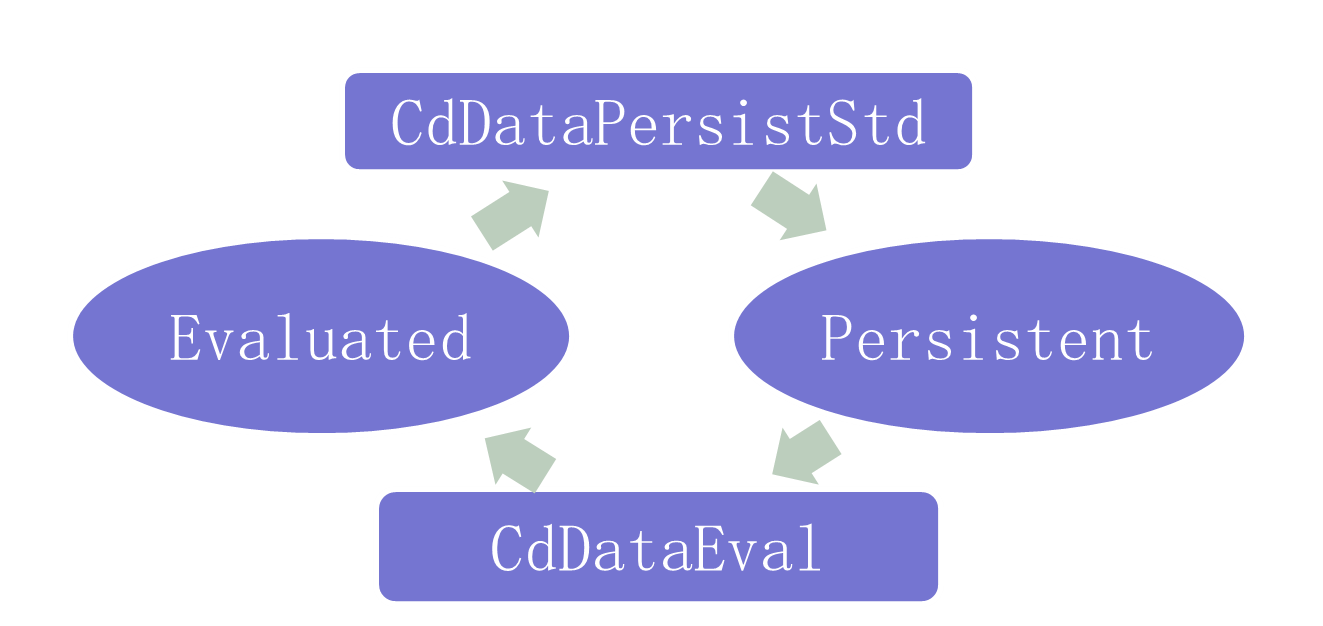 CdDataPersistStd
Evaluated
Persistent
CdDataEval